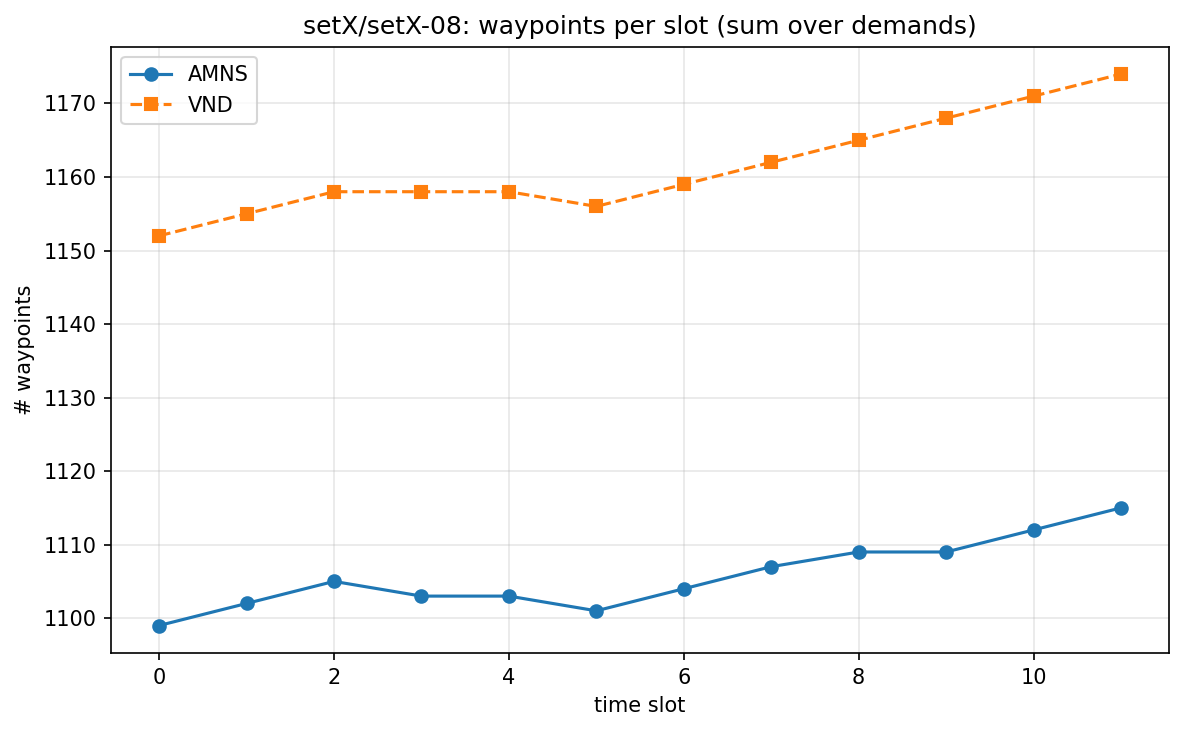 setX/setX-08: waypoints per slot (sum over demands)
AMNS
VND
# waypoints
1170
1160
1150
1140
1130
1120
1110
1100
0 2 4 6 8 10
time slot